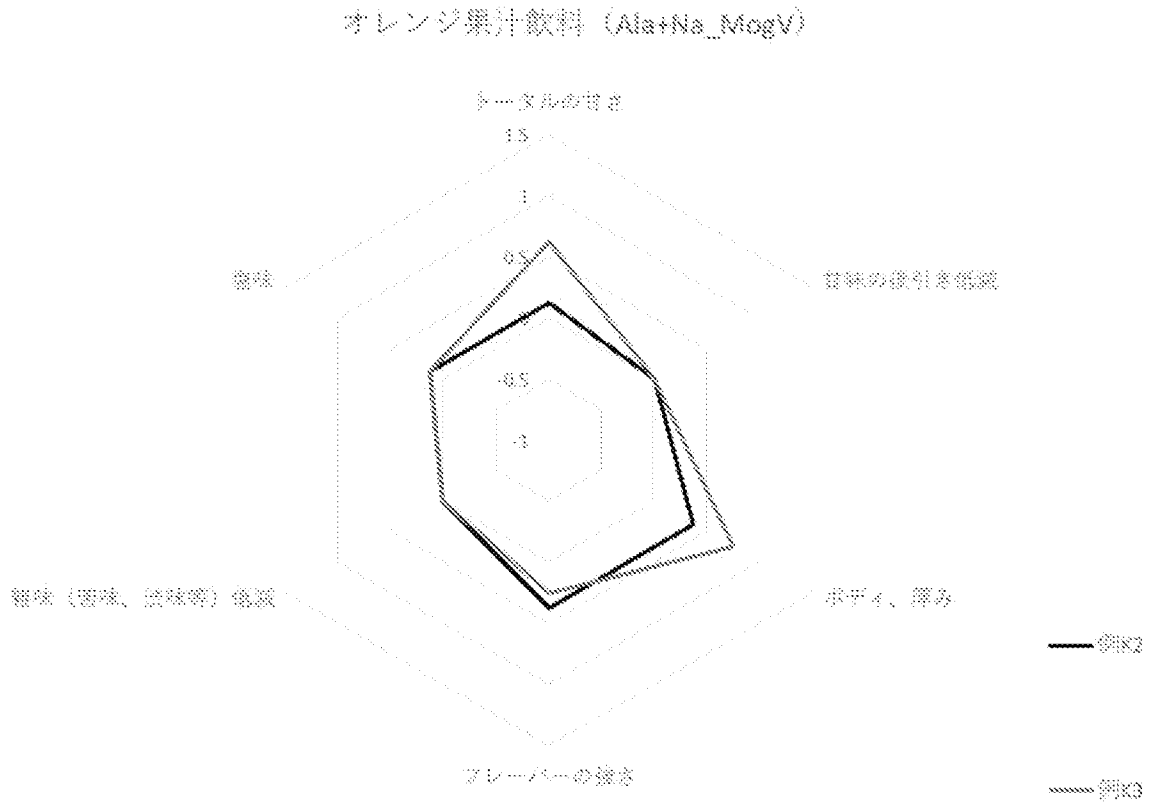 オレンジ果汁飲料（Ala+Na_MogV）
トータルの甘さ
1.5
1
0.5
0
-0.5
-1
甘味の後引き低減
ボディ、厚み
フレーバーの強さ
雑味（苦味、渋味等）低減
塩味
例K2
例K3